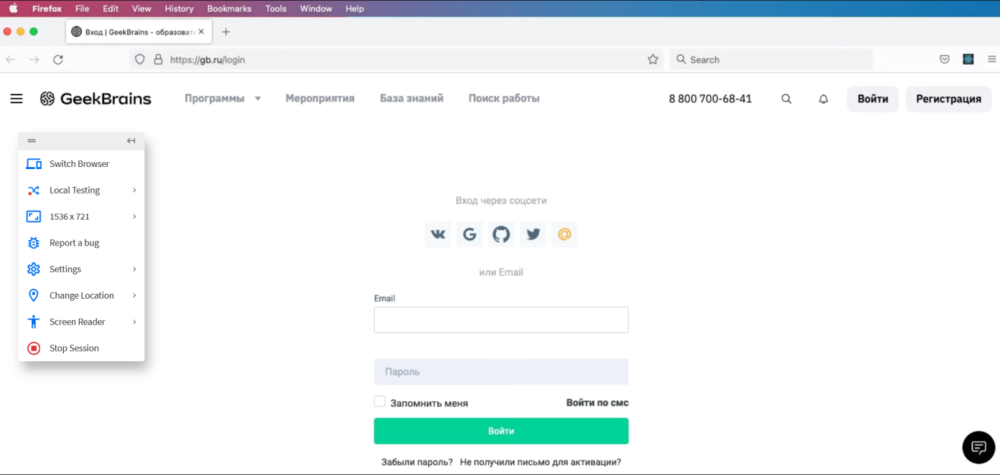 Firefox File Edit View History Bookmarks Tools Window Help
Вход | GeekBrains - образоват
https://gb.ru/login
Search
GeekBrains Программы Мероприятия База знаний Поиск работы 8 800 700-68-41 Войти Регистрация
Switch Browser
Local Testing
1536 x 721
Report a bug
Settings
Change Location
Screen Reader
Stop Session
Вход через соцсети
или Email
Email
Пароль
Запомнить меня Войти по смс
Войти
Забыли пароль? Не получили письмо для активации?